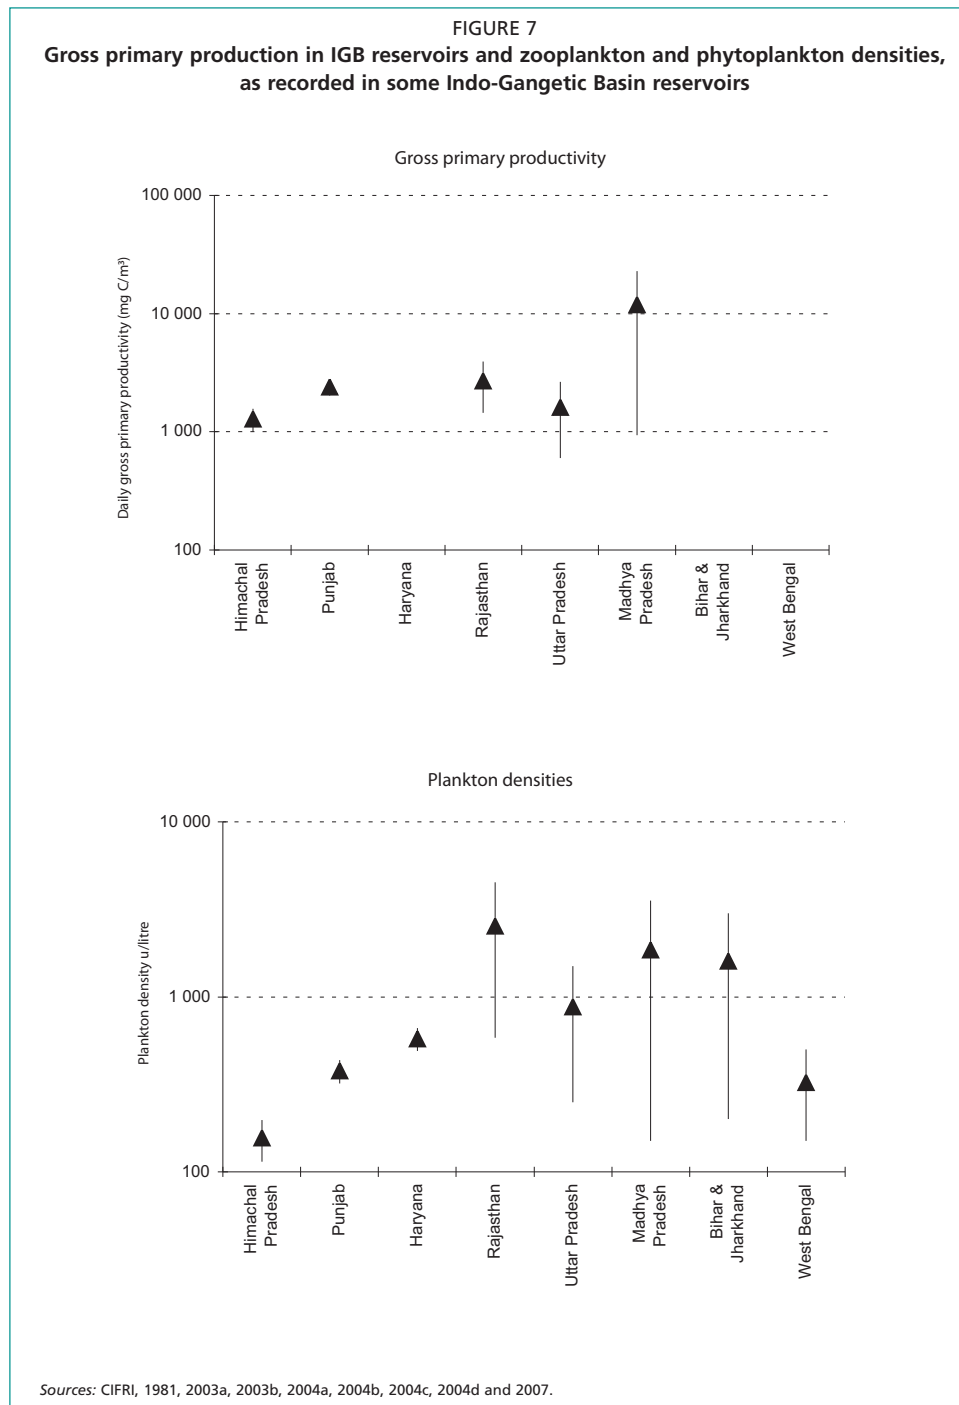 FIGURE 7
Gross primary production in IGB reservoirs and zooplankton and phytoplankton densities,
as recorded in some Indo-Gangetic Basin reservoirs
Gross primary productivity
Daily gross primary productivity (mg C/m³)
100 000
10 000
1 000
100
Himachal
Pradesh
Punjab
Haryana
Rajasthan
Uttar Pradesh
Madhya
Pradesh
Bihar &
Jharkhand
West Bengal
Plankton densities
Plankton density u/litre
10 000
1 000
100
Himachal
Pradesh
Punjab
Haryana
Rajasthan
Uttar Pradesh
Madhya
Pradesh
Bihar &
Jharkhand
West Bengal
Sources: CIFRI, 1981, 2003a, 2003b, 2004a, 2004b, 2004c, 2004d and 2007.